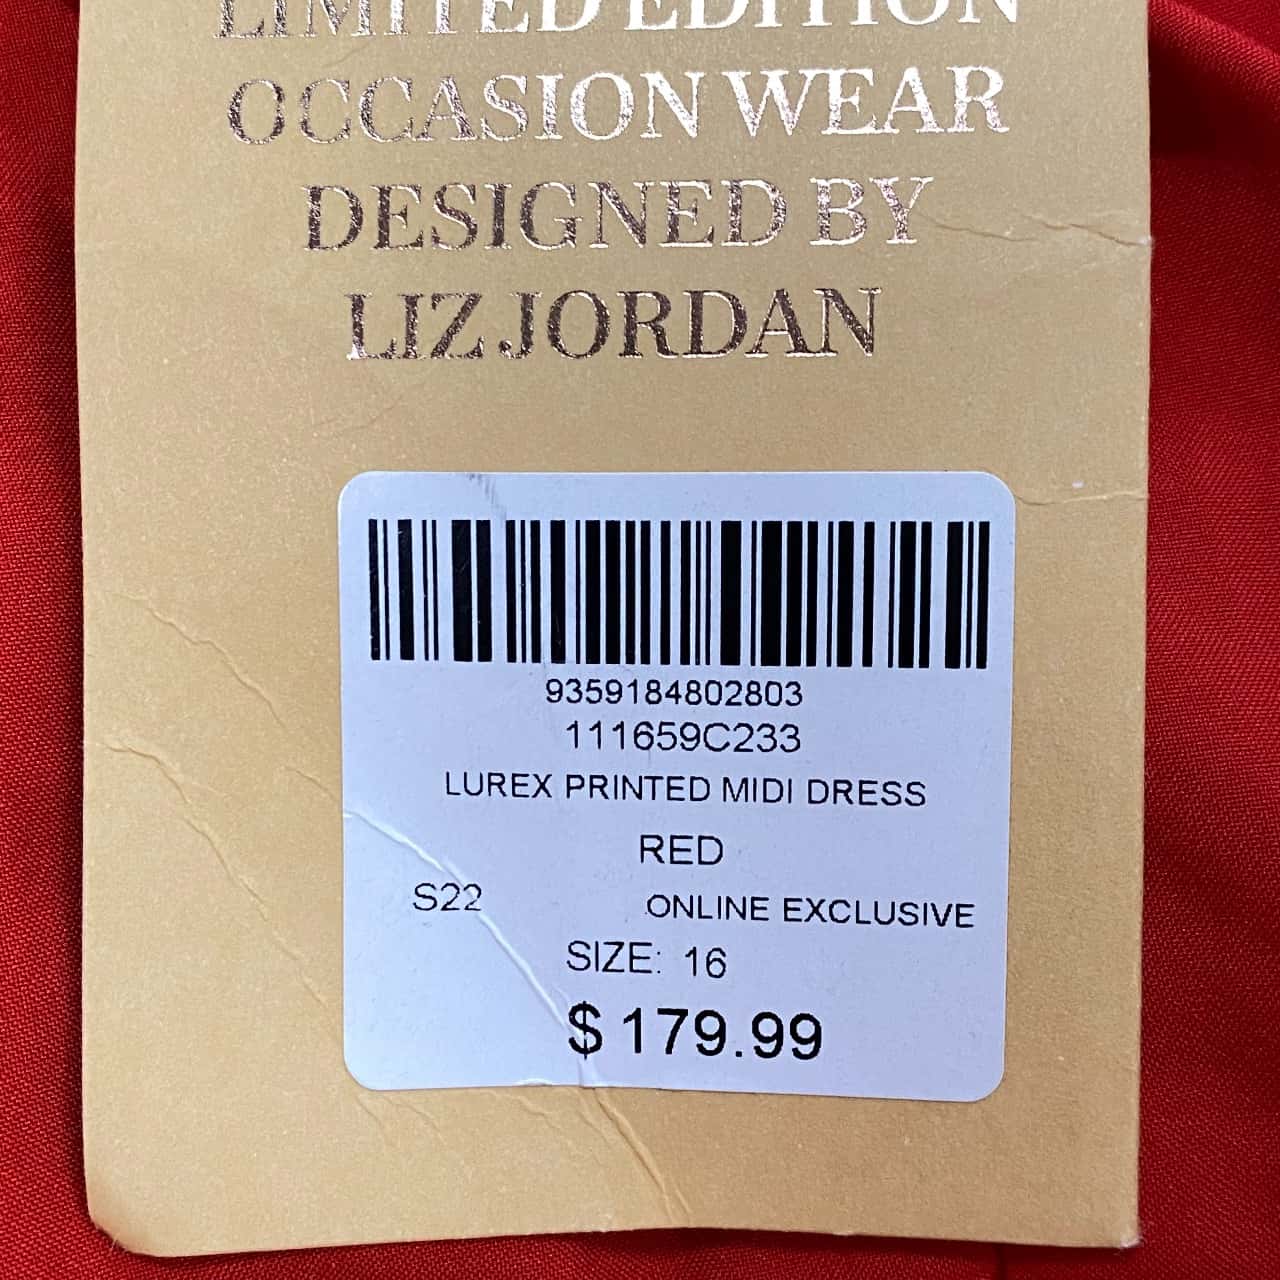 LIMITED EDITION
OCCASION WEAR
DESIGNED BY
LIZ JORDAN
9359184802803
111659C233
LUREX PRINTED MIDI DRESS
RED
S22 ONLINE EXCLUSIVE
SIZE: 16
$179.99